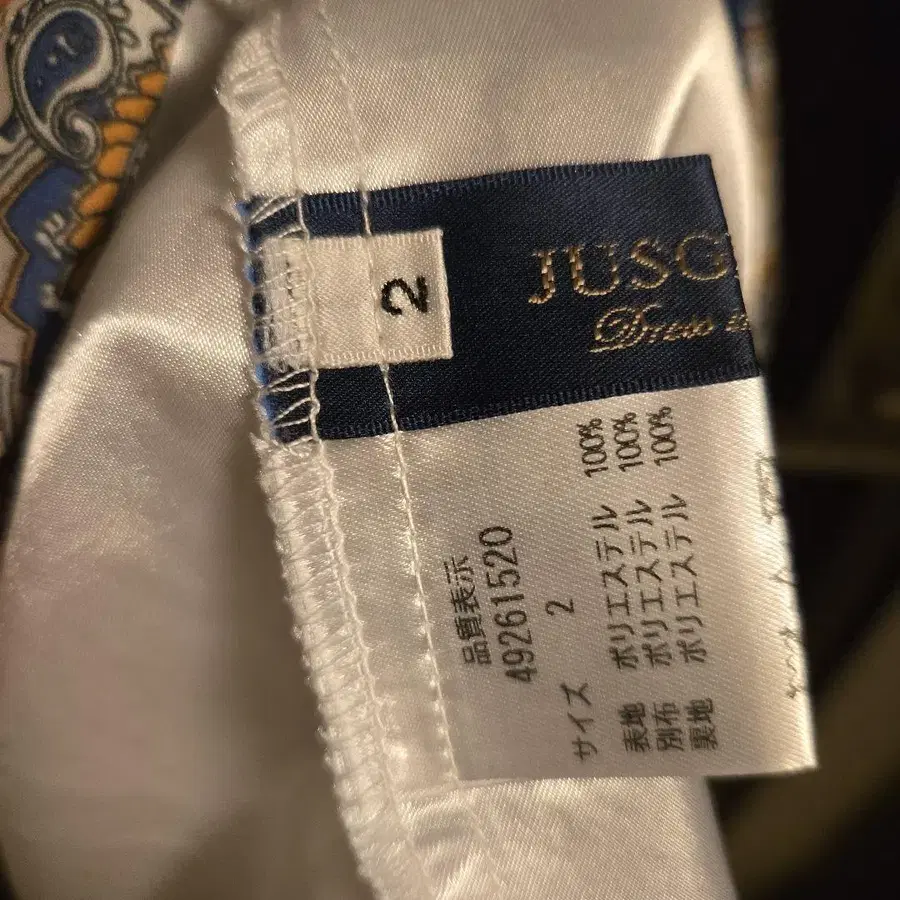 2
JUSG
Dress
品質表示
49261520
サイズ 2
表地 ポリエステル 100%
別布 ポリエステル 100%
裏地 ポリエステル 100%